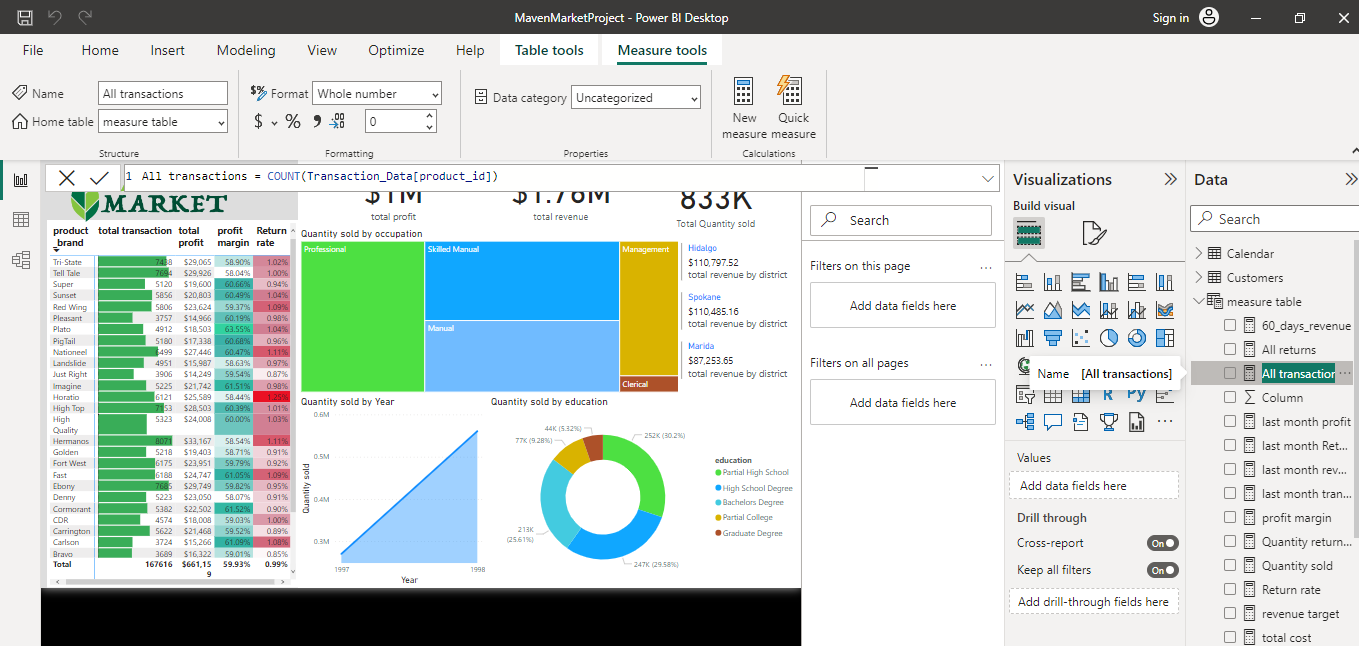 MavenMarketProject - Power BI Desktop
Sign in
File Home Insert Modeling View Optimize Help Table tools Measure tools
Name All transactions
Home table measure table
Structure
$% Format Whole number
$ % 9 .00 0
Formatting
Data category Uncategorized
Properties
New measure
Quick measure
Calculations
1 All transactions = COUNT(Transaction_Data[product_id])
MARKET
$1M
total profit
$1.76M
total revenue
833K
Total Quantity sold
product _brand total transaction total profit profit margin Return rate
Tri-State 7438 $29,065 58.90% 1.02%
Tell Tale 7694 $29,926 58.04% 1.00%
Super 5120 $19,600 60.66% 0.94%
Sunset 5856 $20,803 60.49% 1.04%
Red Wing 5806 $23,624 59.37% 1.09%
Pleasant 3757 $14,966 60.19% 0.98%
Plato 4912 $18,503 63.55% 1.04%
PigTail 5180 $17,338 60.68% 0.96%
Nationeel 6499 $27,446 60.47% 1.11%
Landslide 4951 $15,987 58.63% 0.97%
Just Right 3906 $14,249 59.54% 0.87%
Imagine 5225 $21,742 61.51% 0.98%
Horatio 6121 $25,589 58.44% 1.25%
High Top 7153 $28,503 60.39% 1.01%
High Quality 5323 $24,008 60.00% 1.03%
Hermanos 8071 $33,167 58.54% 1.11%
Golden 5218 $19,403 58.71% 0.91%
Fort West 6175 $23,951 59.79% 0.92%
Fast 6188 $24,747 61.05% 1.09%
Ebony 7685 $29,749 59.82% 0.95%
Denny 5223 $23,050 58.07% 0.91%
Cormorant 5382 $22,502 61.52% 0.90%
CDR 4574 $18,008 59.03% 1.00%
Carrington 5622 $21,468 59.52% 0.89%
Carlson 3724 $15,266 61.09% 1.08%
Bravo 3689 $16,322 59.01% 0.85%
Total 167616 $661,159 59.93% 0.99%
Quantity sold by occupation
Professional
Skilled Manual
Manual
Management
Clerical
Hidalgo
$110,797.52
total revenue by district
Spokane
$110,485.16
total revenue by district
Marida
$87,253.65
total revenue by district
Quantity sold by Year
Quantity sold
0.6M
0.5M
0.4M
0.3M
1997 1998
Year
Quantity sold by education
44K (5.32%)
77K (9.28%)
252K (30.2%)
213K (25.61%)
247K (29.58%)
education
Partial High School
High School Degree
Bachelors Degree
Partial College
Graduate Degree
Search
Filters on this page ...
Add data fields here
Filters on all pages ...
Add data fields here
Visualizations
Build visual
R Py
...
Name [All transactions]
Values
Add data fields here
Drill through
Cross-report On
Keep all filters On
Add drill-through fields here
Data
Search
Calendar
Customers
measure table
60_days_revenue
All returns
All transaction ...
Column
last month profit
last month Ret...
last month rev...
last month tran...
profit margin
Quantity return...
Quantity sold
Return rate
revenue target
total cost